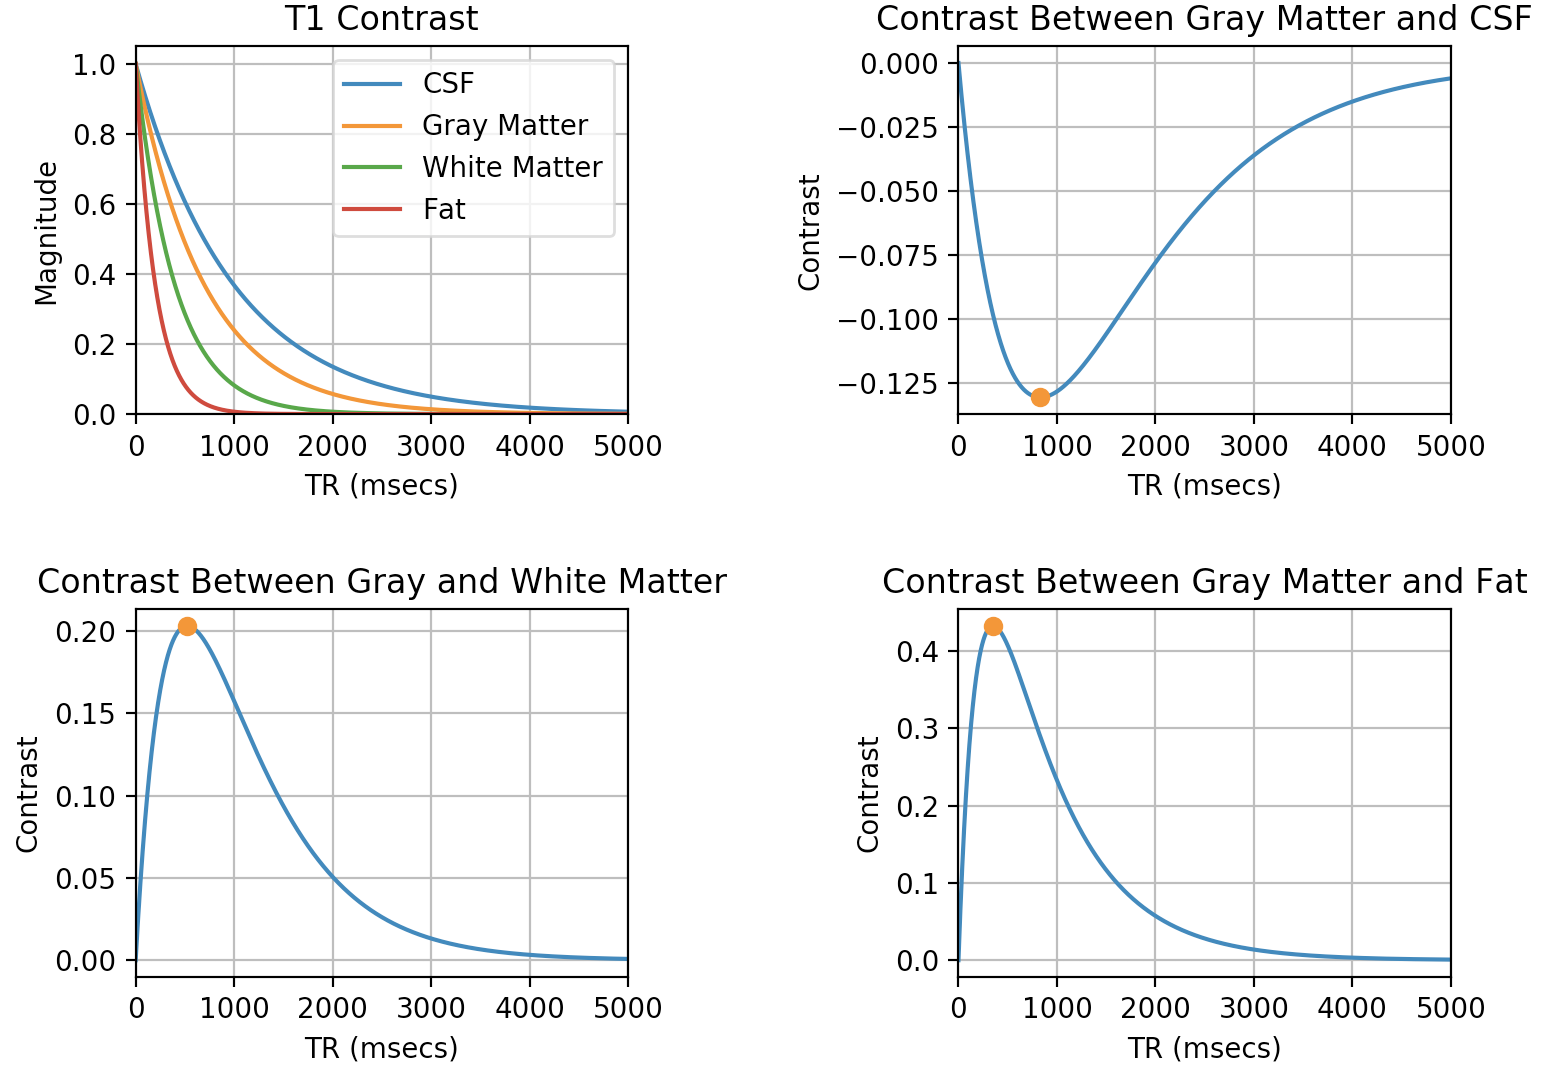 T1 Contrast
1.0
0.8
0.6
0.4
0.2
0.0
Magnitude
CSF
Gray Matter
White Matter
Fat
0 1000 2000 3000 4000 5000
TR (msecs)
Contrast Between Gray Matter and CSF
0.000
−0.025
−0.050
−0.075
−0.100
−0.125
Contrast
0 1000 2000 3000 4000 5000
TR (msecs)
Contrast Between Gray and White Matter
0.20
0.15
0.10
0.05
0.00
Contrast
0 1000 2000 3000 4000 5000
TR (msecs)
Contrast Between Gray Matter and Fat
0.4
0.3
0.2
0.1
0.0
Contrast
0 1000 2000 3000 4000 5000
TR (msecs)